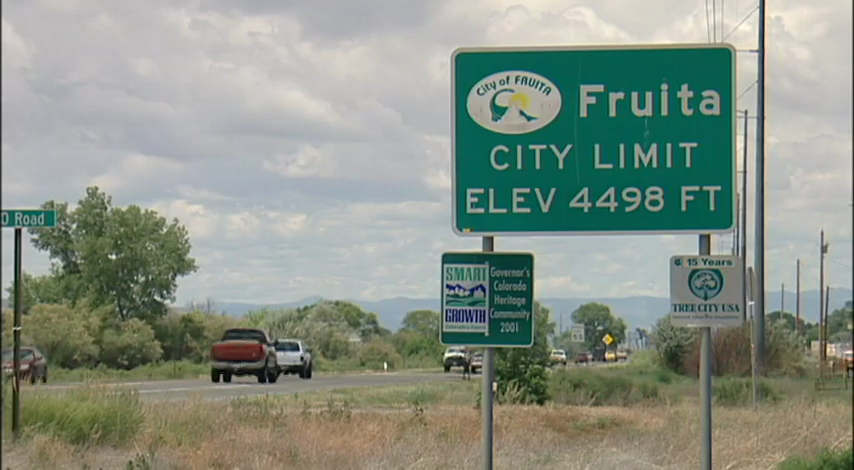 City of FRUITA
Fruita
CITY LIMIT
ELEV 4498 FT
O Road
SMART
GROWTH
Governor's
Colorado
Heritage
Community
2001
15 Years
TREE CITY USA